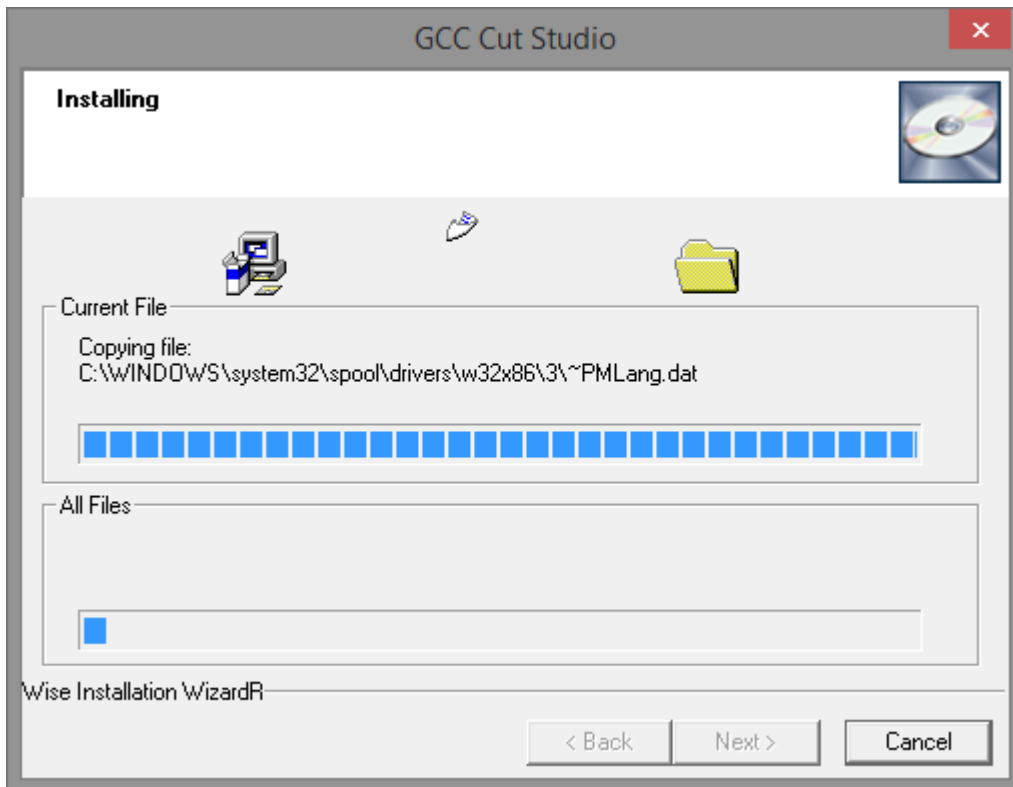 GCC Cut Studio
Installing
Current File
Copying file:
C:\WINDOWS\system32\spool\drivers\w32x86\3\~PMLang.dat
All Files
Wise Installation WizardR
< Back
Next >
Cancel